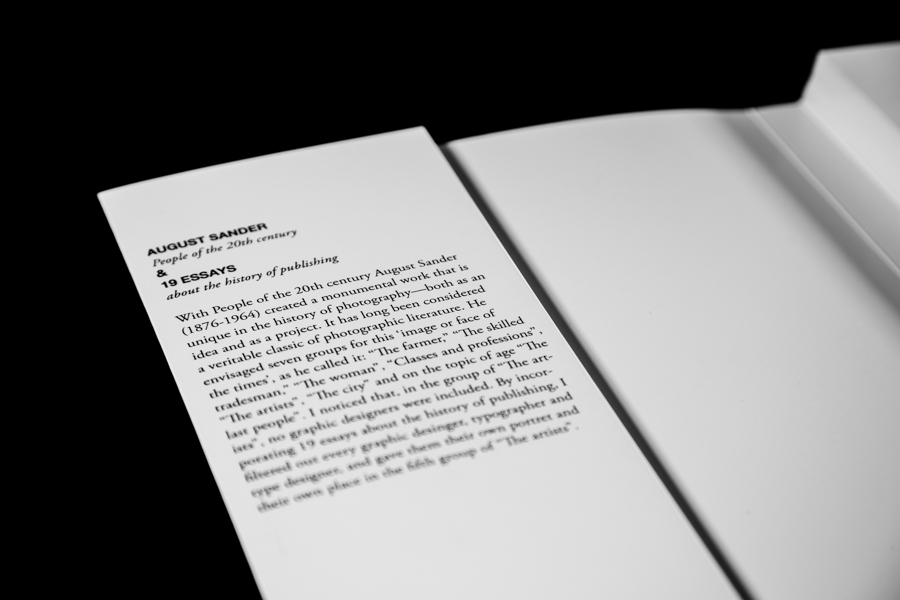 AUGUST SANDER
People of the 20th century
&
19 ESSAYS
about the history of publishing
With People of the 20th century August Sander
(1876-1964) created a monumental work that is
unique in the history of photography—both as an
idea and as a project. It has long been considered
a veritable classic of photographic literature. He
envisaged seven groups for this ‘image or face of
the times’, as he called it: “The farmer,” “The skilled
tradesman,” “The woman”, “Classes and professions”,
“The artists”, “The city” and on the topic of age “The
last people”. I noticed that, in the group of “The art-
ists”, no graphic designers were included. By incor-
porating 19 essays about the history of publishing, I
filtered out every graphic desinger, typographer and
type designer, and gave them their own portret and
their own place in the fifth group of “The artists”.